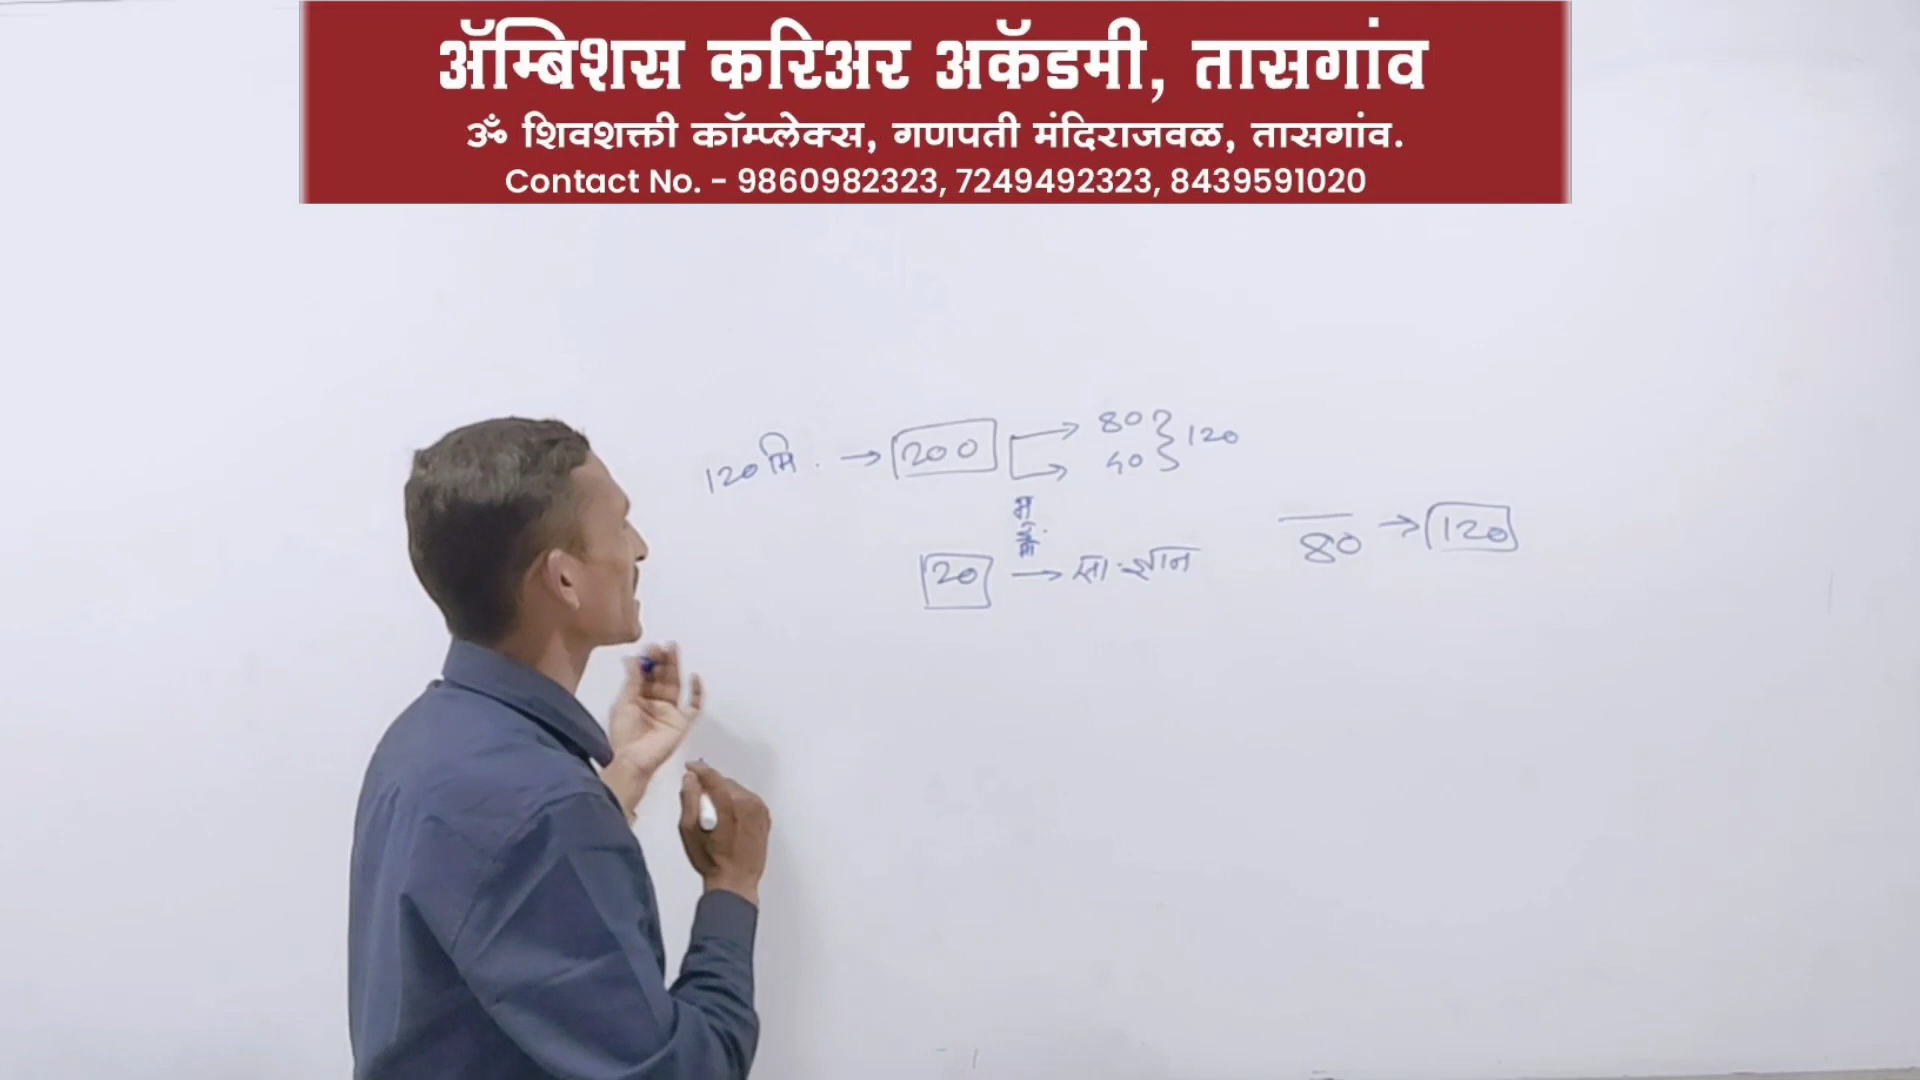 ॲम्बिशस करिअर अकॅडमी, तासगांव
ॐ शिवशक्ती कॉम्प्लेक्स, गणपती मंदिराजवळ, तासगांव.
Contact No. - 9860982323, 7249492323, 8439591020
120 मि. → 200 → 80 } 120
→ 40
80 → 120
20 → सा. ज्ञान